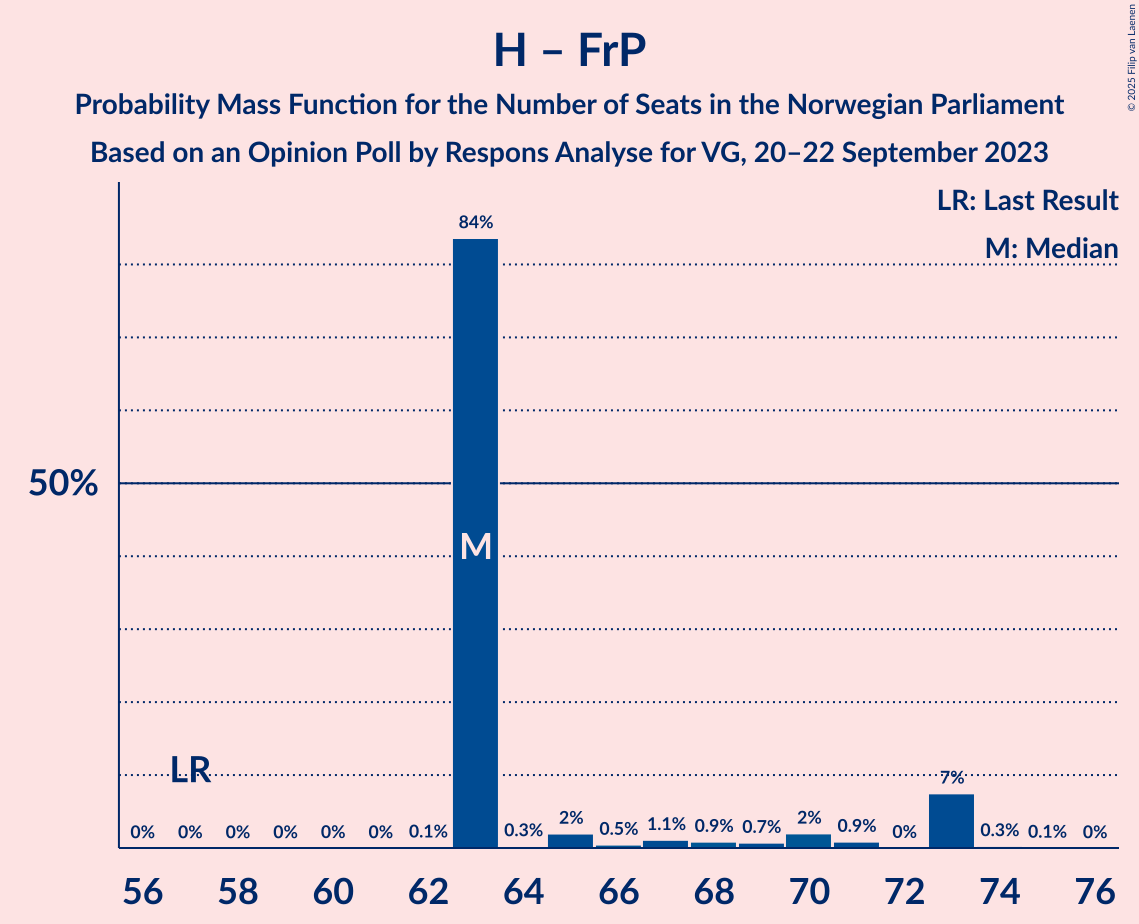 H – FrP
Probability Mass Function for the Number of Seats in the Norwegian Parliament
Based on an Opinion Poll by Respons Analyse for VG, 20–22 September 2023
© 2025 Filip van Laenen
LR: Last Result
M: Median
84%
50%
M
LR
0% 0% 0% 0% 0% 0% 0.1% 0.3% 2% 0.5% 1.1% 0.9% 0.7% 2% 0.9% 0% 7% 0.3% 0.1% 0%
56 58 60 62 64 66 68 70 72 74 76